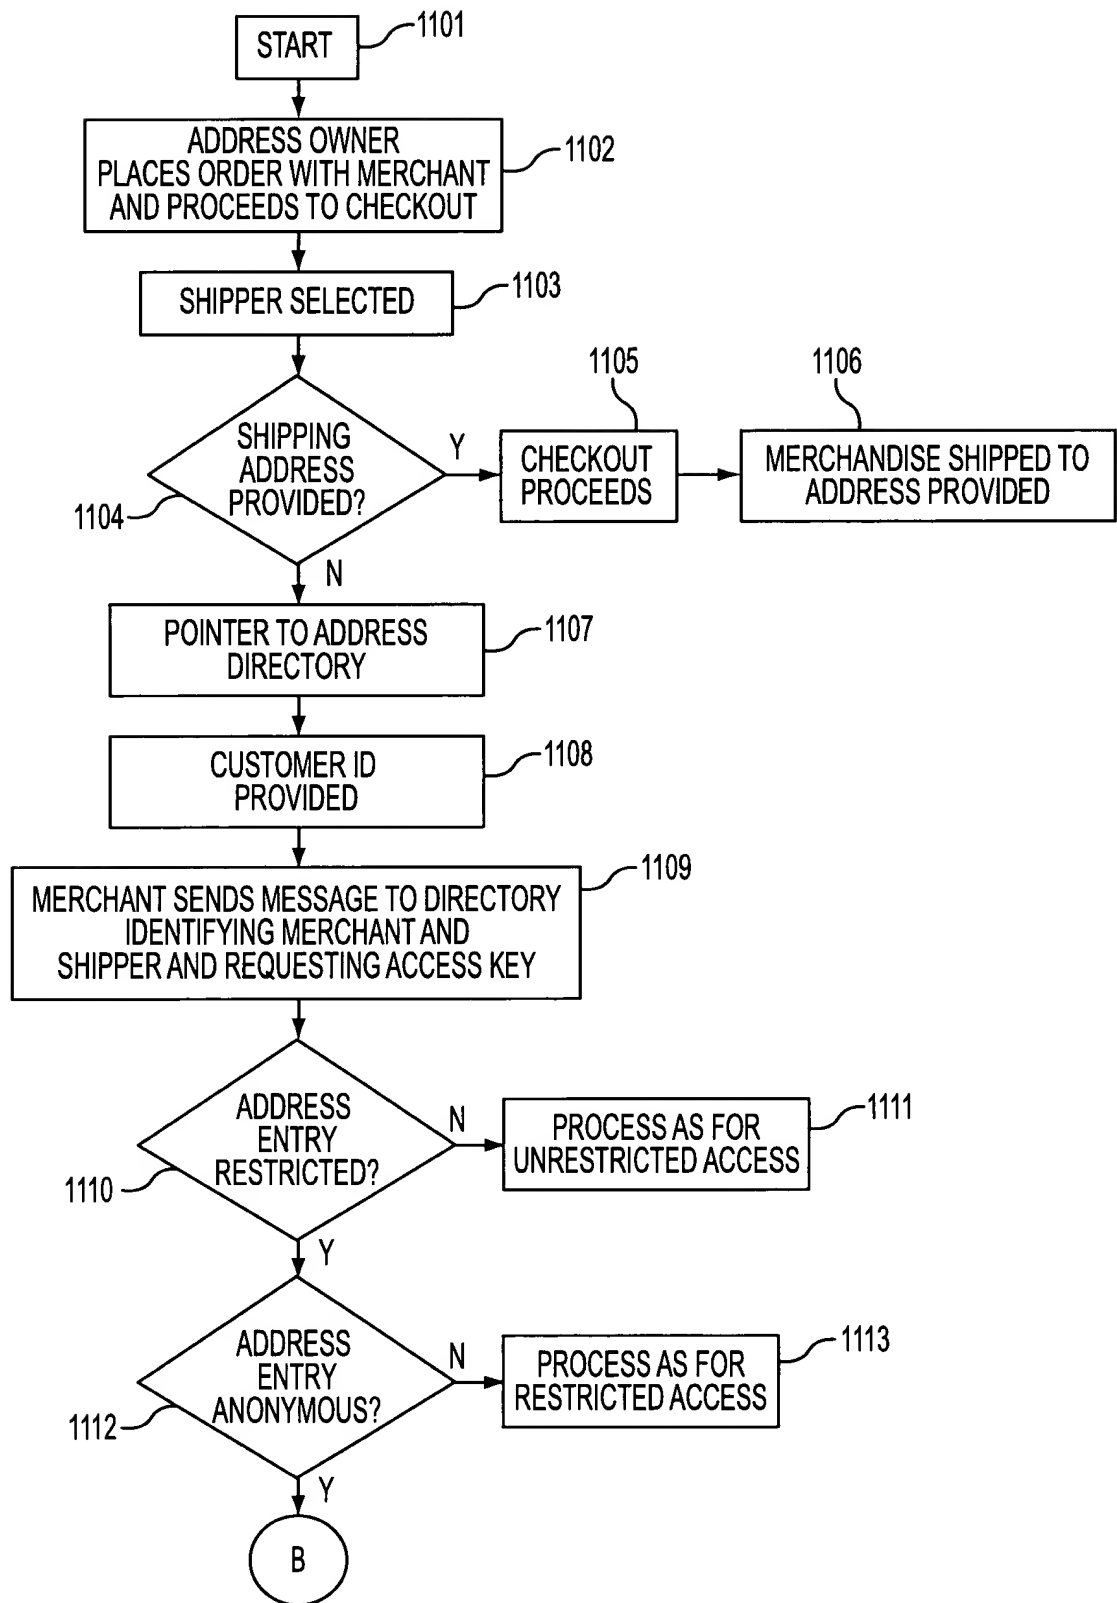 START
1101
ADDRESS OWNER
PLACES ORDER WITH MERCHANT
AND PROCEEDS TO CHECKOUT
1102
SHIPPER SELECTED
1103
SHIPPING
ADDRESS
PROVIDED?
1104
Y
CHECKOUT
PROCEEDS
1105
MERCHANDISE SHIPPED TO
ADDRESS PROVIDED
1106
N
POINTER TO ADDRESS
DIRECTORY
1107
CUSTOMER ID
PROVIDED
1108
MERCHANT SENDS MESSAGE TO DIRECTORY
IDENTIFYING MERCHANT AND
SHIPPER AND REQUESTING ACCESS KEY
1109
ADDRESS
ENTRY
RESTRICTED?
1110
N
PROCESS AS FOR
UNRESTRICTED ACCESS
1111
Y
ADDRESS
ENTRY
ANONYMOUS?
1112
N
PROCESS AS FOR
RESTRICTED ACCESS
1113
Y
B